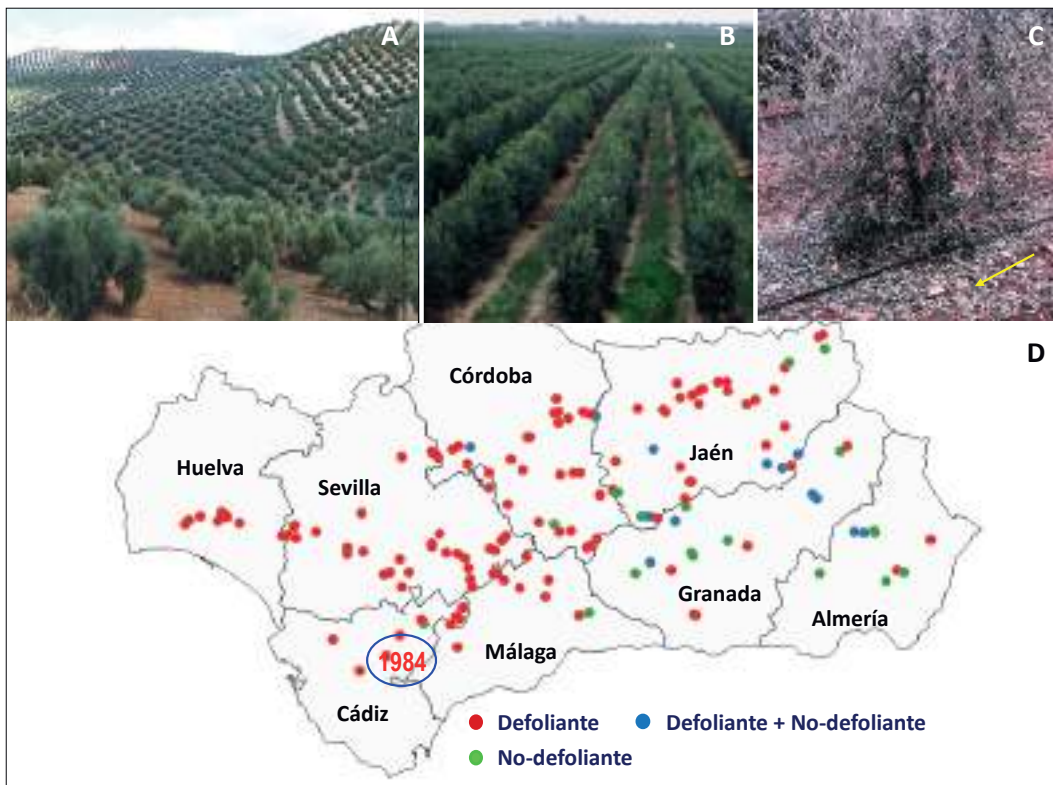 A
B
C
D
Córdoba
Jaén
Huelva
Sevilla
Granada
Almería
Málaga
1984
Cádiz
Defoliante
Defoliante + No-defoliante
No-defoliante